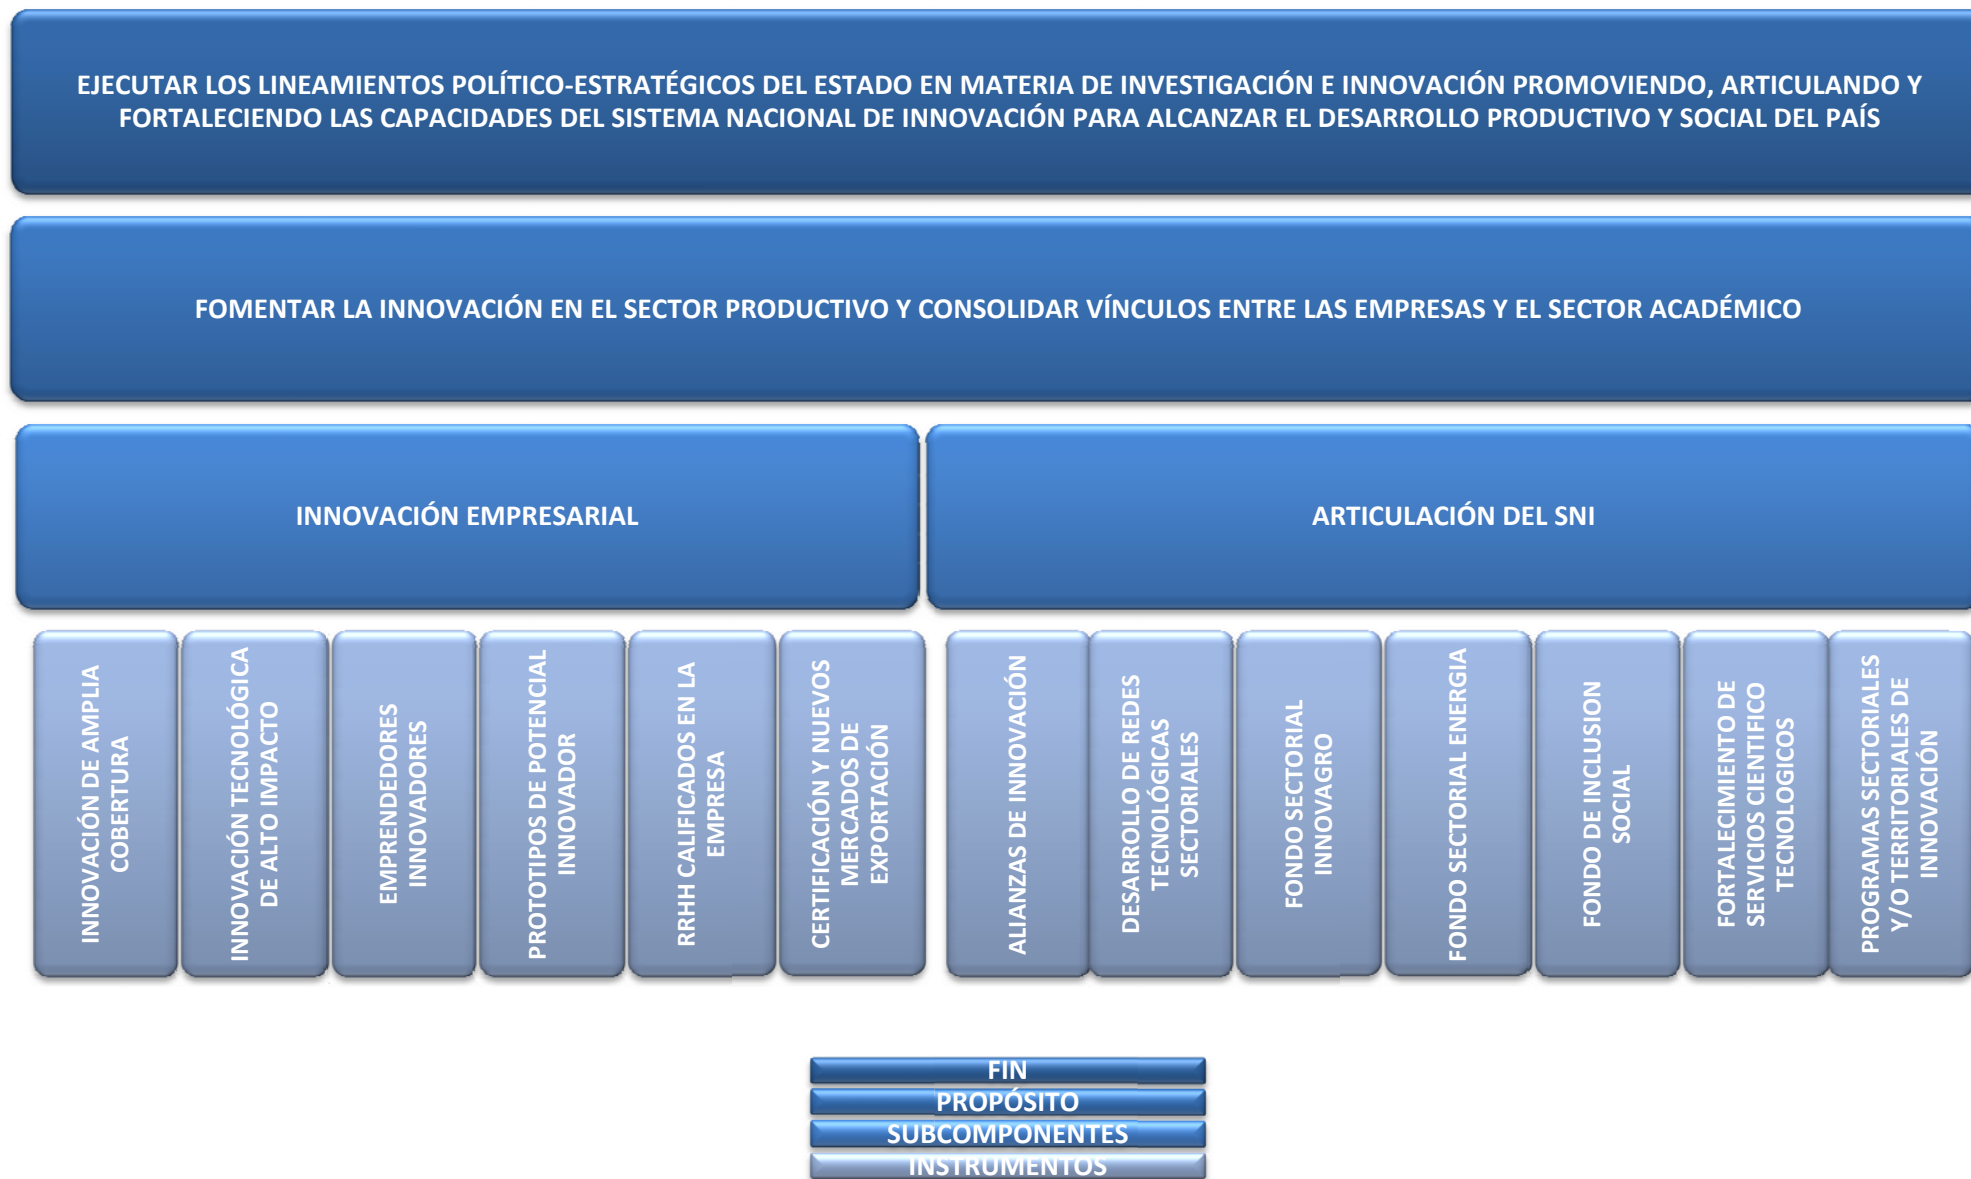 EJECUTAR LOS LINEAMIENTOS POLÍTICO-ESTRATÉGICOS DEL ESTADO EN MATERIA DE INVESTIGACIÓN E INNOVACIÓN PROMOVIENDO, ARTICULANDO Y
FORTALECIENDO LAS CAPACIDADES DEL SISTEMA NACIONAL DE INNOVACIÓN PARA ALCANZAR EL DESARROLLO PRODUCTIVO Y SOCIAL DEL PAÍS
FOMENTAR LA INNOVACIÓN EN EL SECTOR PRODUCTIVO Y CONSOLIDAR VÍNCULOS ENTRE LAS EMPRESAS Y EL SECTOR ACADÉMICO
INNOVACIÓN EMPRESARIAL
ARTICULACIÓN DEL SNI
INNOVACIÓN DE AMPLIA
COBERTURA
INNOVACIÓN TECNOLÓGICA
DE ALTO IMPACTO
EMPRENDEDORES
INNOVADORES
PROTOTIPOS DE POTENCIAL
INNOVADOR
RRHH CALIFICADOS EN LA
EMPRESA
CERTIFICACIÓN Y NUEVOS
MERCADOS DE
EXPORTACIÓN
ALIANZAS DE INNOVACIÓN
DESARROLLO DE REDES
TECNOLÓGICAS
SECTORIALES
FONDO SECTORIAL
INNOVAGRO
FONDO SECTORIAL ENERGIA
FONDO DE INCLUSION
SOCIAL
FORTALECIMIENTO DE
SERVICIOS CIENTIFICO
TECNOLOGICOS
PROGRAMAS SECTORIALES
Y/O TERRITORIALES DE
INNOVACIÓN
FIN
PROPÓSITO
SUBCOMPONENTES
INSTRUMENTOS